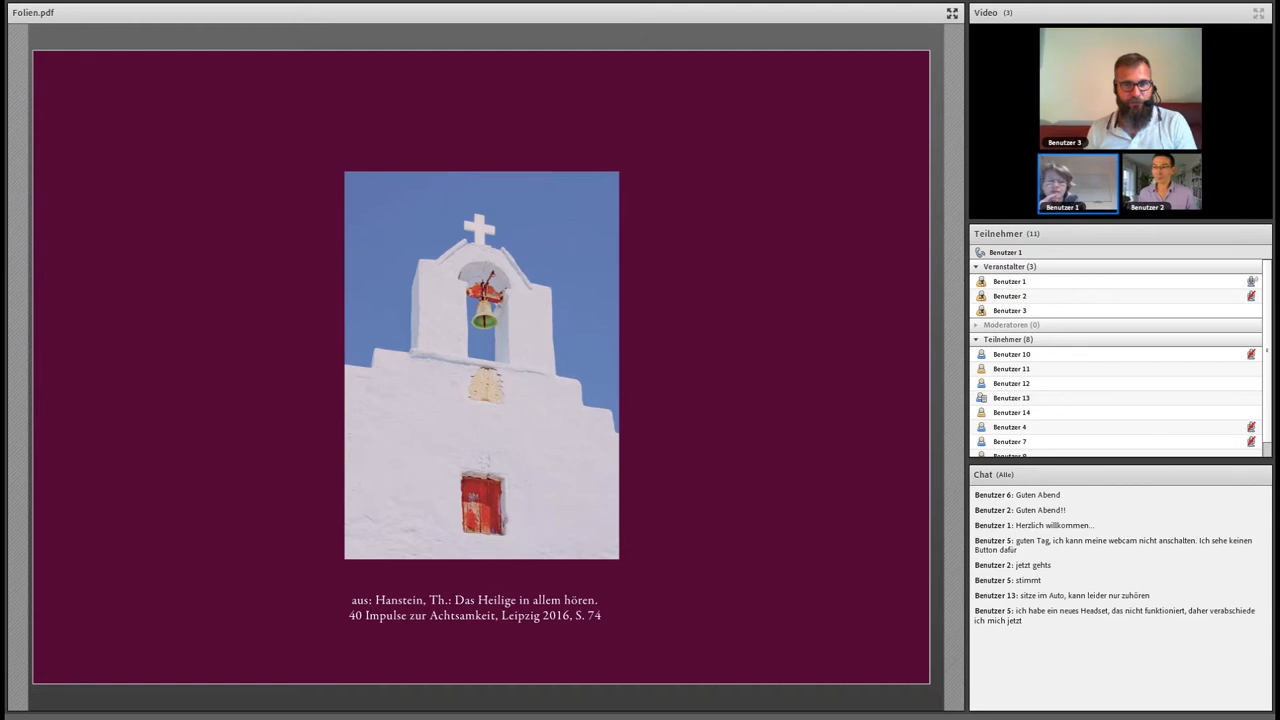 Folien.pdf
aus: Hanstein, Th.: Das Heilige in allem hören.
40 Impulse zur Achtsamkeit, Leipzig 2016, S. 74
Video (3)
Benutzer 3
Benutzer 1
Benutzer 2
Teilnehmer (11)
Benutzer 1
Veranstalter (3)
Benutzer 1
Benutzer 2
Benutzer 3
Moderatoren (0)
Teilnehmer (8)
Benutzer 10
Benutzer 11
Benutzer 12
Benutzer 13
Benutzer 14
Benutzer 4
Benutzer 7
Chat (Alle)
Benutzer 6: Guten Abend
Benutzer 2: Guten Abend!!
Benutzer 1: Herzlich willkommen...
Benutzer 5: guten Tag, ich kann meine webcam nicht anschalten. Ich sehe keinen
Button dafür
Benutzer 2: jetzt gehts
Benutzer 5: stimmt
Benutzer 13: sitze im Auto, kann leider nur zuhören
Benutzer 5: ich habe ein neues Headset, das nicht funktioniert, daher verabschiede
ich mich jetzt